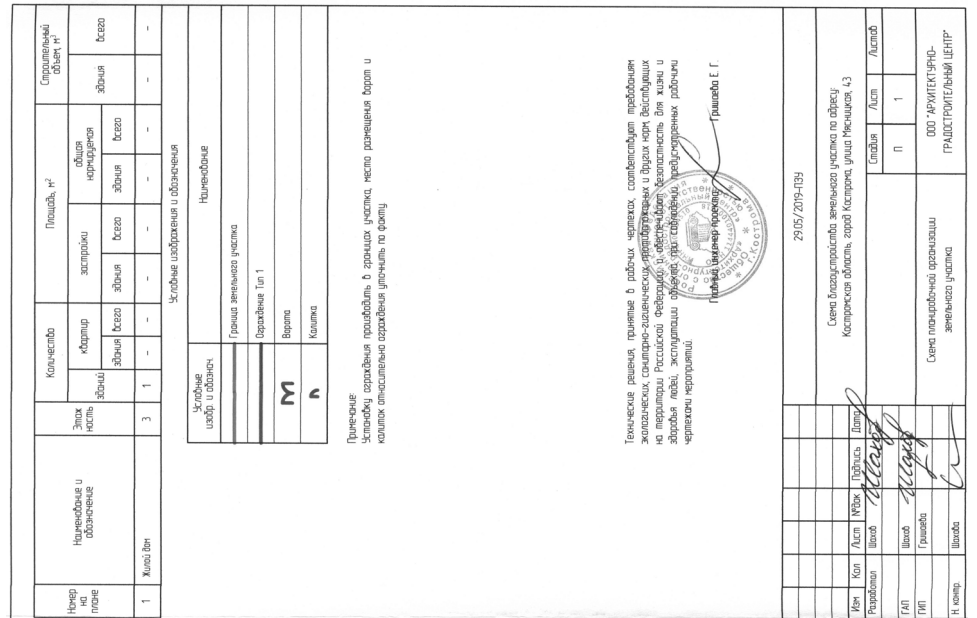 Номер на плане
Наименование и обозначение
Этаж ность
Количество
Площадь, м²
Строительный объем, м³
зданий
квартир
застройки
общая нормируемая
здания
всего
здания всего
здания всего
здания всего
здания всего
1 Жилой дом 3 1 - - - - - - - -
Условные изображения и обозначения
Условные изобр. и обознач.
Наименование
Граница земельного участка
Ограждение Тип 1
Ворота
Калитка
Примечание:
Установку ограждения производить в границах участка, место размещения ворот и
калиток относительно ограждения уточнить по факту.
Технические решения, принятые в рабочих чертежах, соответствуют требованиям
экологических, санитарно-гигиенических, противопожарных и других норм, действующих
на территории Российской Федерации, и обеспечивают безопасность для жизни и
здоровья людей, эксплуатации объекта при соблюдении, предусмотренных рабочими
чертежами мероприятий.
Главный инженер проекта Гришаева Е. Г.
г.Кострома
29.05/2019-ПЗУ
Схема благоустройства земельного участка по адресу:
Костромская область, город Кострома, улица Мясницкая, 43
Изм Кол Лист №док Подпись Дата
Разработал Шахов
ГАП Шахов
ГИП Гришаева
Н. контр. Шахова
Схема планировочной организации
земельного участка
Стадия Лист Листов
П 1
ООО "АРХИТЕКТУРНО-
ГРАДОСТРОИТЕЛЬНЫЙ ЦЕНТР"